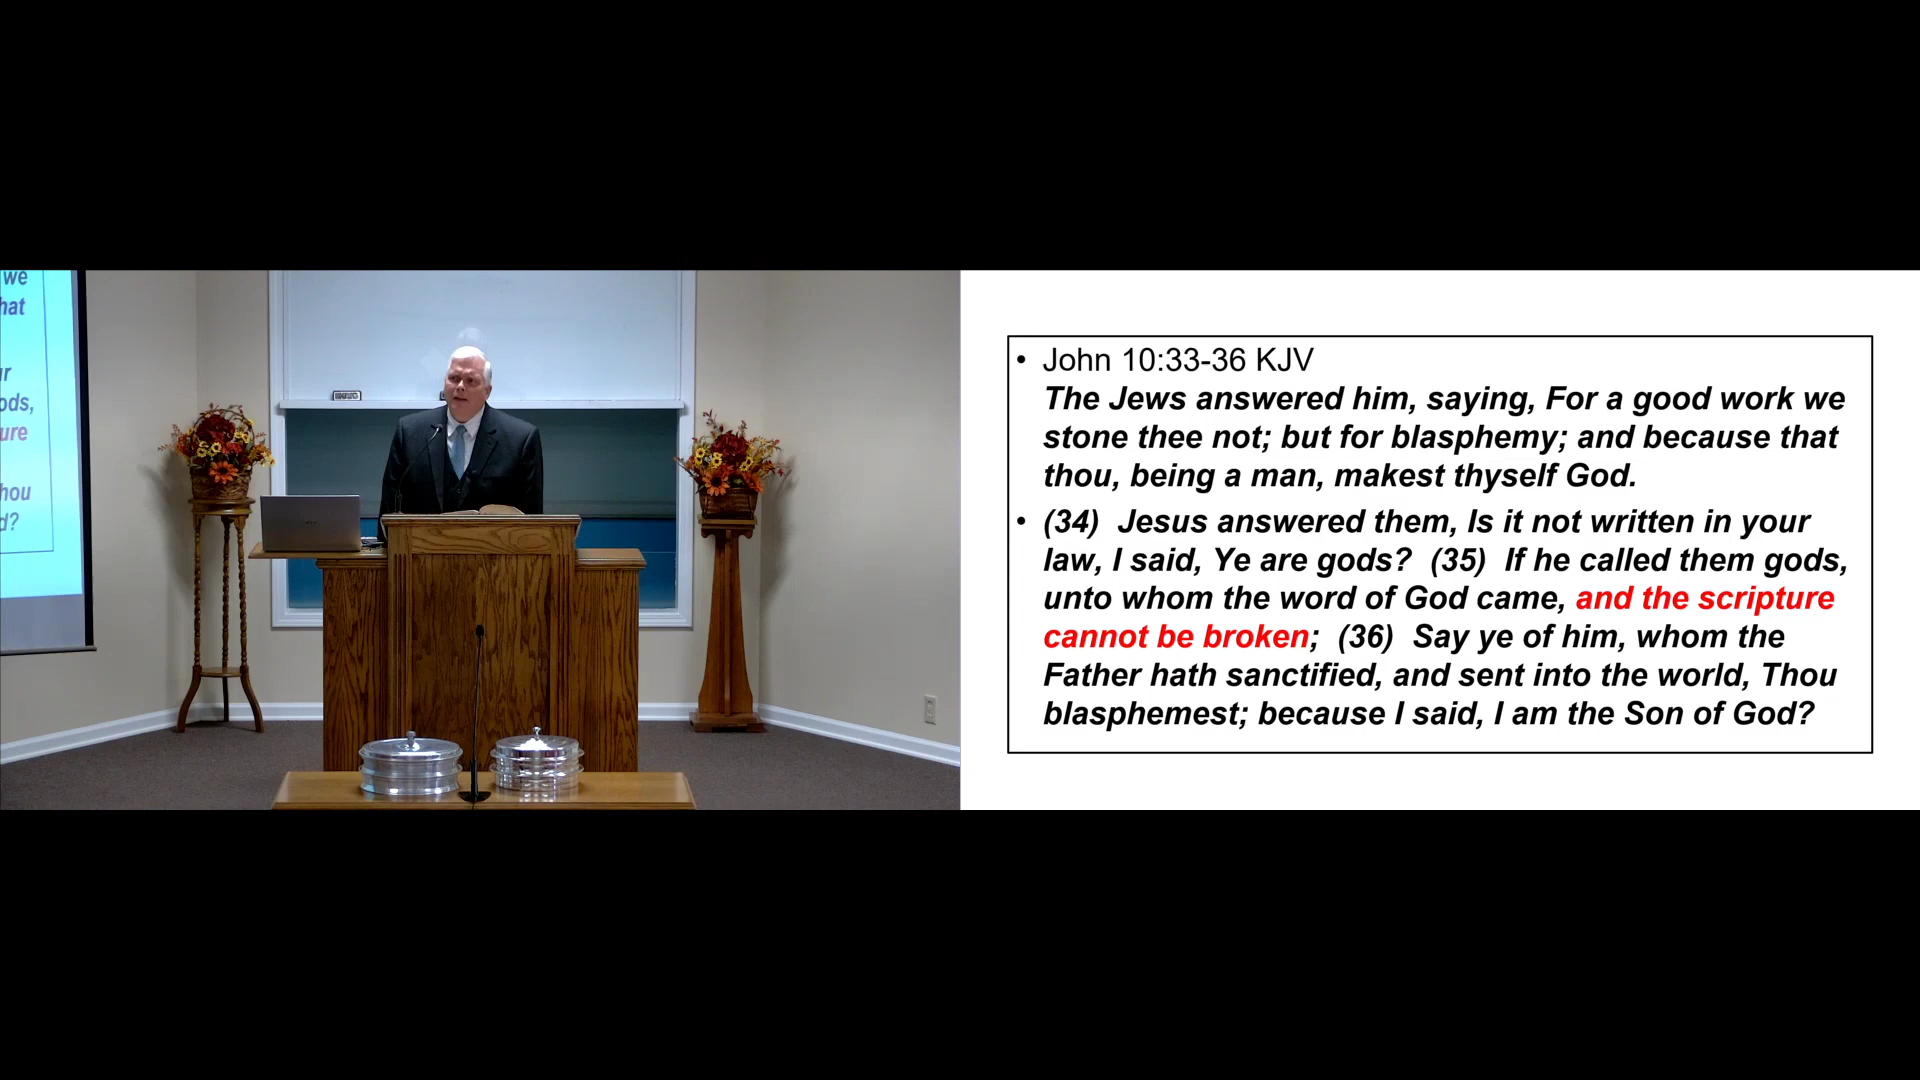 we
hat
ur
ods,
ure
hou
d?
• John 10:33-36 KJV
The Jews answered him, saying, For a good work we
stone thee not; but for blasphemy; and because that
thou, being a man, makest thyself God.
• (34) Jesus answered them, Is it not written in your
law, I said, Ye are gods? (35) If he called them gods,
unto whom the word of God came, and the scripture
cannot be broken; (36) Say ye of him, whom the
Father hath sanctified, and sent into the world, Thou
blasphemest; because I said, I am the Son of God?